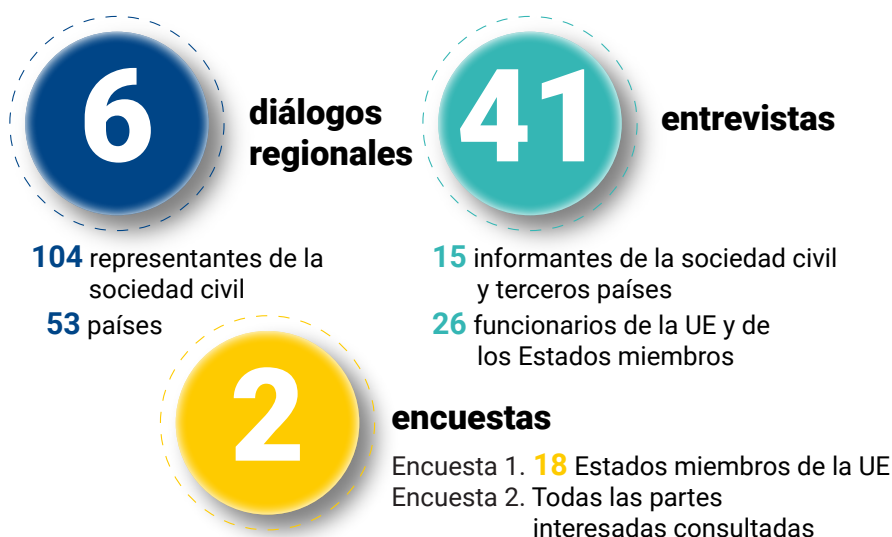 6
diálogos
regionales
104 representantes de la
sociedad civil
53 países
41
entrevistas
15 informantes de la sociedad civil
y terceros países
26 funcionarios de la UE y de
los Estados miembros
2
encuestas
Encuesta 1. 18 Estados miembros de la UE
Encuesta 2. Todas las partes
interesadas consultadas